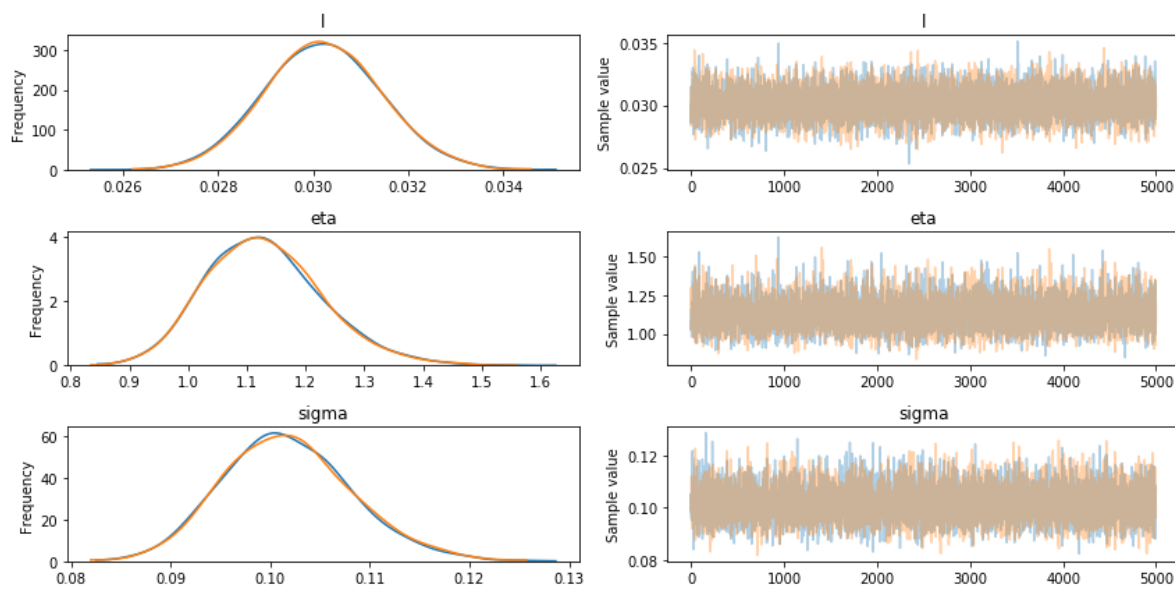 l
l
Frequency
300
200
100
0
0.026 0.028 0.030 0.032 0.034
Sample value
0.035
0.030
0.025
0 1000 2000 3000 4000 5000
eta
eta
Frequency
4
2
0
0.8 0.9 1.0 1.1 1.2 1.3 1.4 1.5 1.6
Sample value
1.50
1.25
1.00
0 1000 2000 3000 4000 5000
sigma
sigma
Frequency
60
40
20
0
0.08 0.09 0.10 0.11 0.12 0.13
Sample value
0.12
0.10
0.08
0 1000 2000 3000 4000 5000